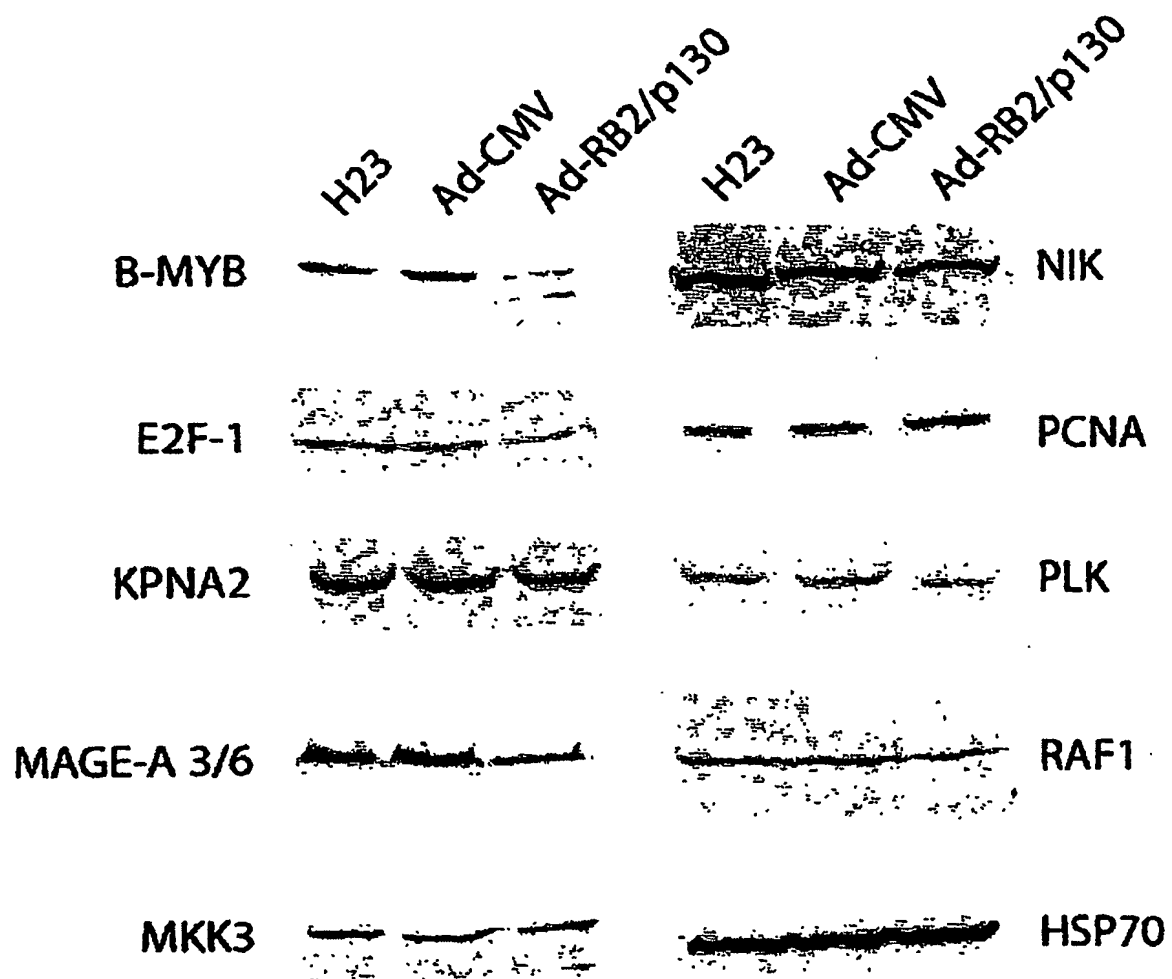 H23 Ad-CMV Ad-RB2/p130 H23 Ad-CMV Ad-RB2/p130
B-MYB NIK
E2F-1 PCNA
KPNA2 PLK
MAGE-A 3/6 RAF1
MKK3 HSP70